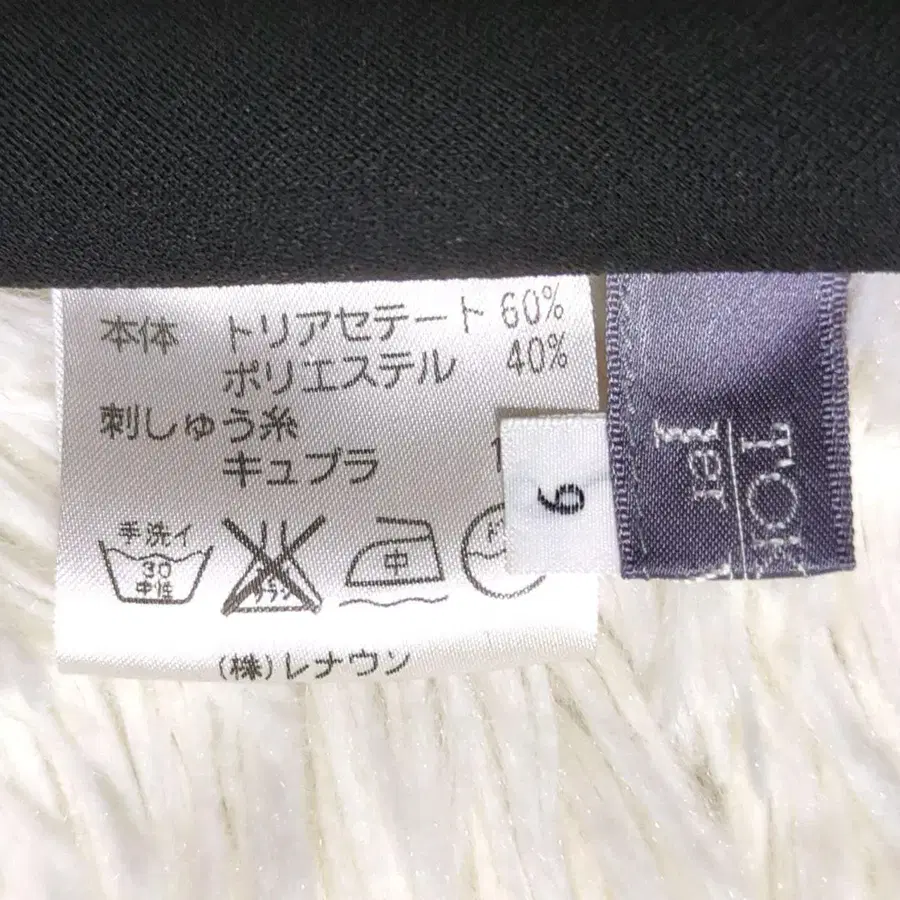 本体 トリアセテート 60%
ポリエステル 40%
刺しゅう糸
キュプラ 1
手洗イ
30
中性
中
(株)レナウン
9
er